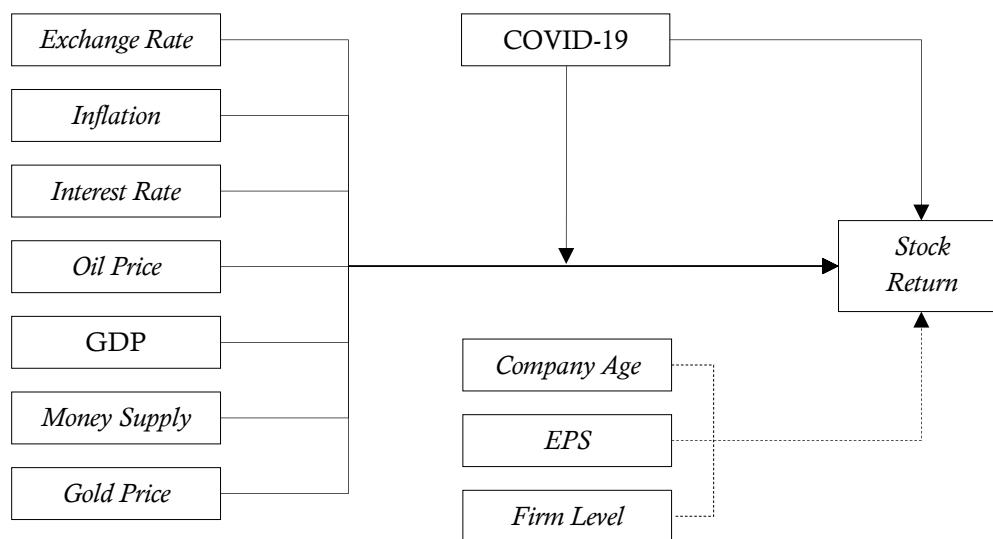 Exchange Rate
COVID-19
Inflation
Interest Rate
Oil Price
Stock
Return
GDP
Company Age
Money Supply
EPS
Gold Price
Firm Level